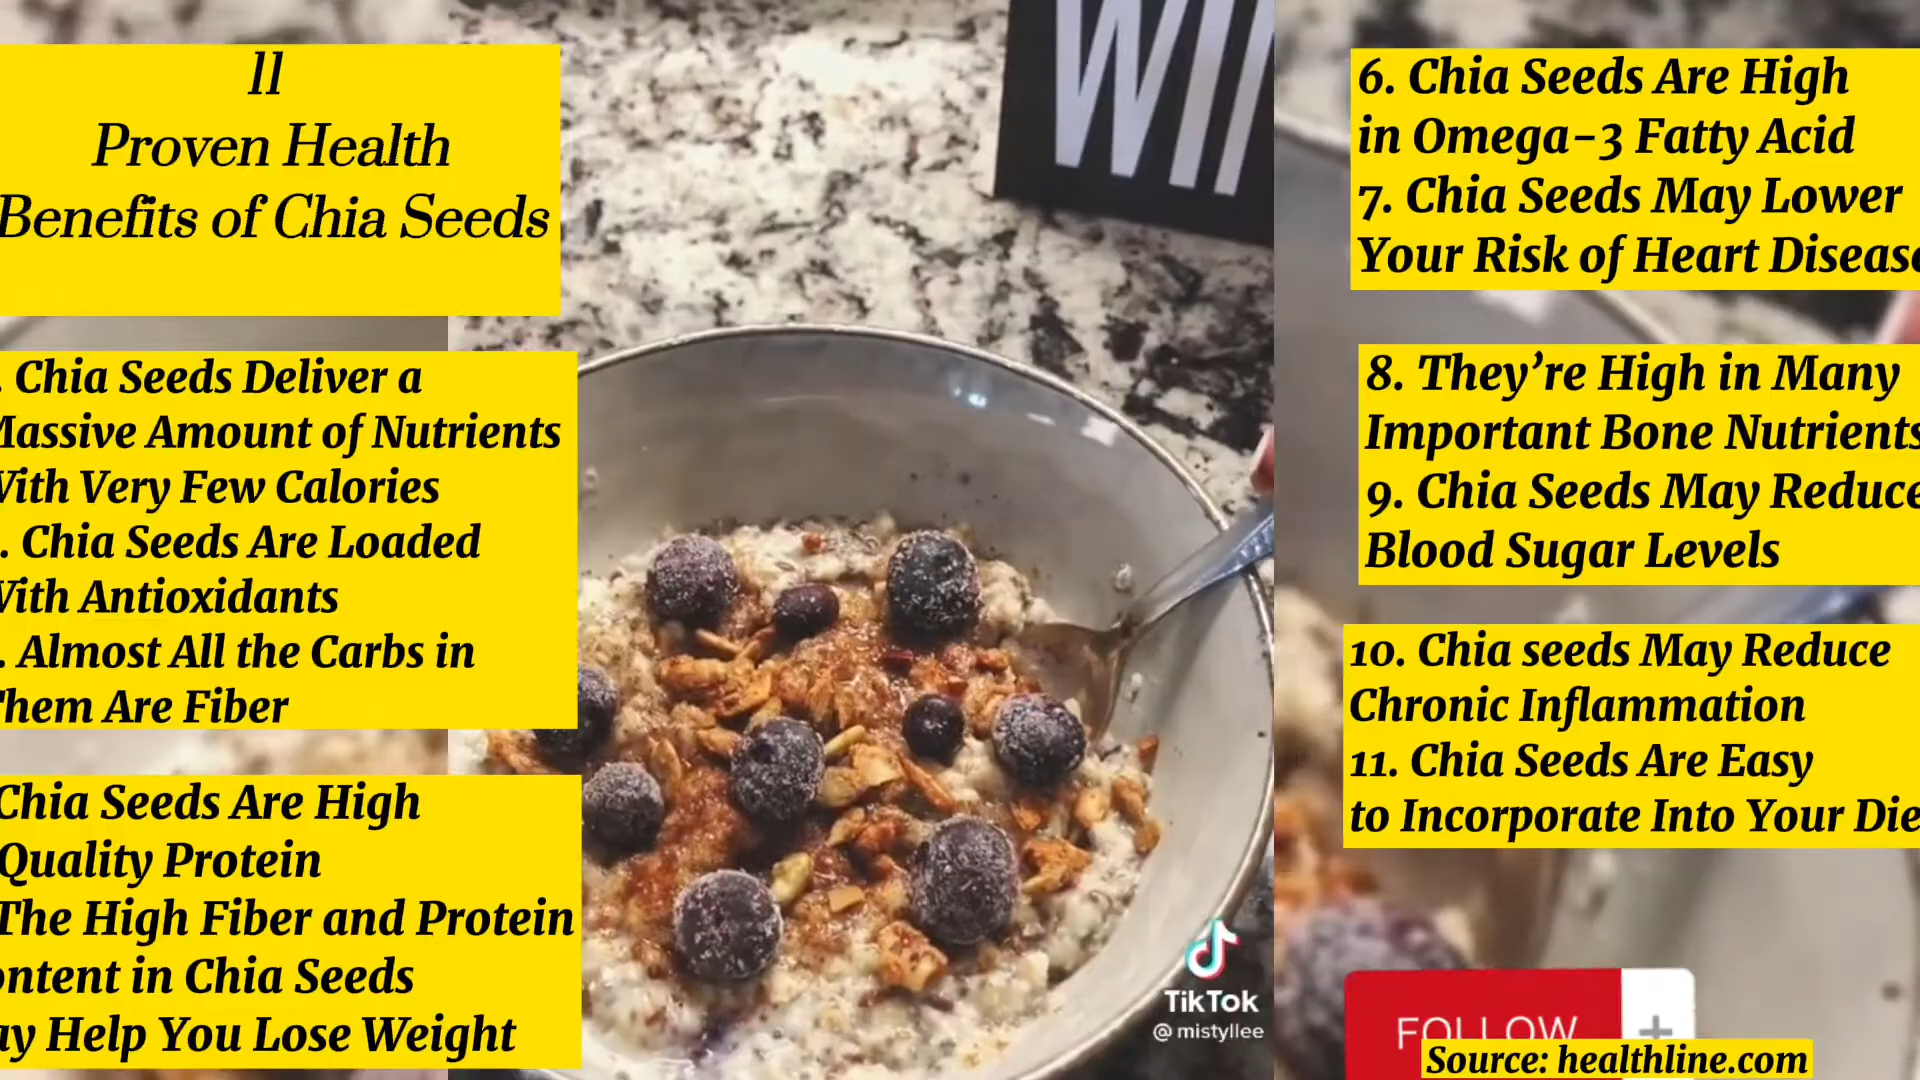 11
Proven Health
Benefits of Chia Seeds
. Chia Seeds Deliver a
Massive Amount of Nutrients
With Very Few Calories
. Chia Seeds Are Loaded
With Antioxidants
. Almost All the Carbs in
Them Are Fiber
Chia Seeds Are High
Quality Protein
The High Fiber and Protein
ontent in Chia Seeds
ay Help You Lose Weight
WI
6. Chia Seeds Are High
in Omega-3 Fatty Acid
7. Chia Seeds May Lower
Your Risk of Heart Disease
8. They're High in Many
Important Bone Nutrients
9. Chia Seeds May Reduce
Blood Sugar Levels
10. Chia seeds May Reduce
Chronic Inflammation
11. Chia Seeds Are Easy
to Incorporate Into Your Die
TikTok
@mistyllee
FOLLOW +
Source: healthline.com